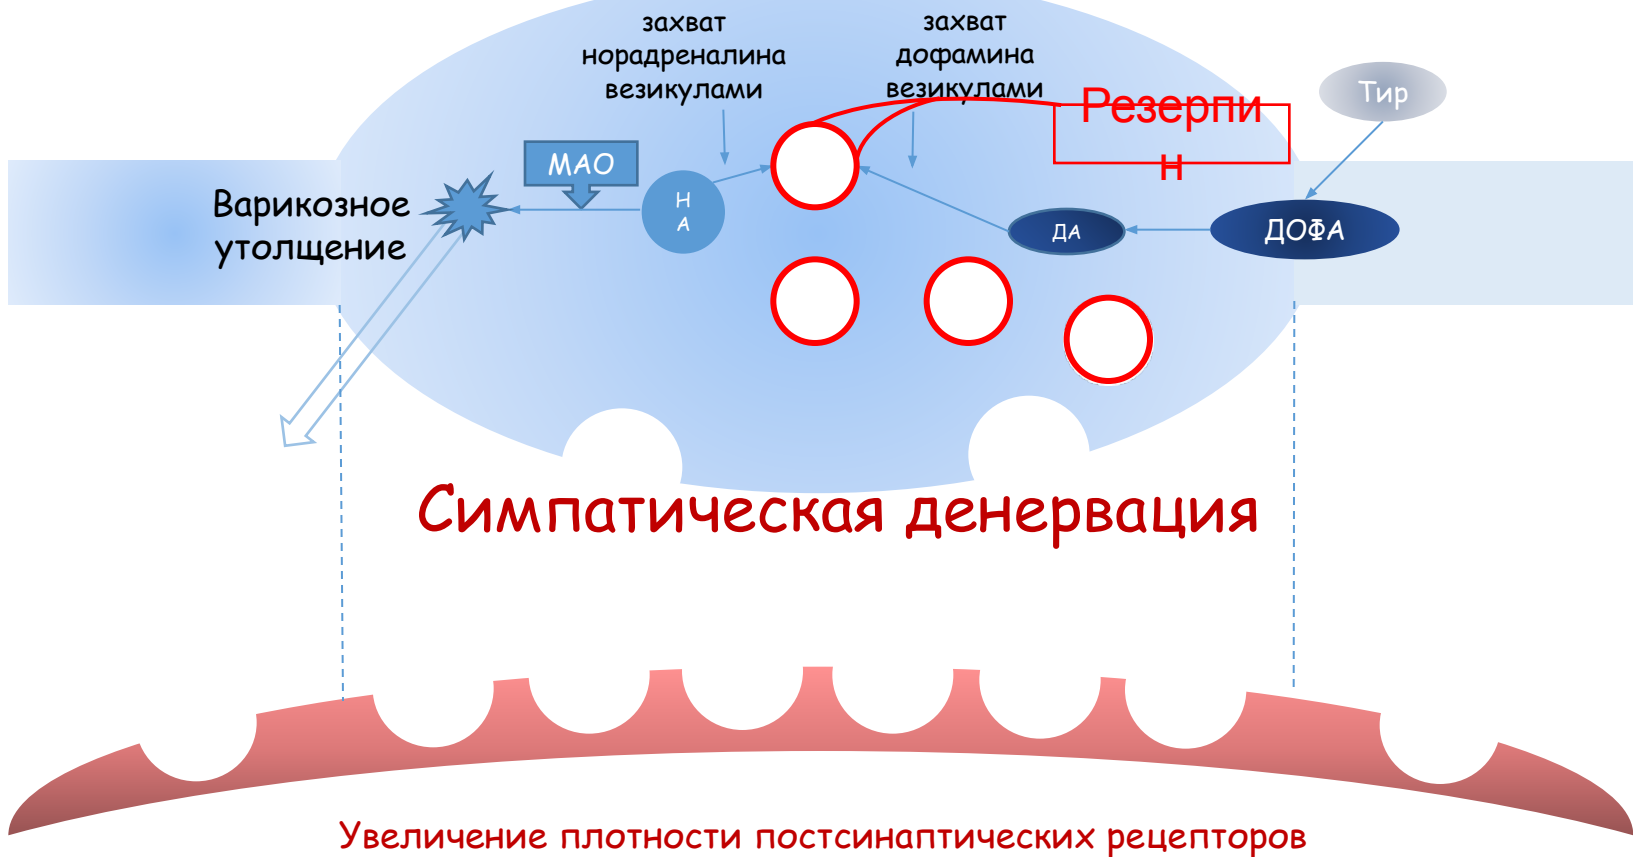 захват
норадреналина
везикулами
захват
дофамина
везикулами
Резерпи
н
Тир
МАО
Варикозное
утолщение
Н
А
ДА
ДОФА
Симпатическая денервация
Увеличение плотности постсинаптических рецепторов